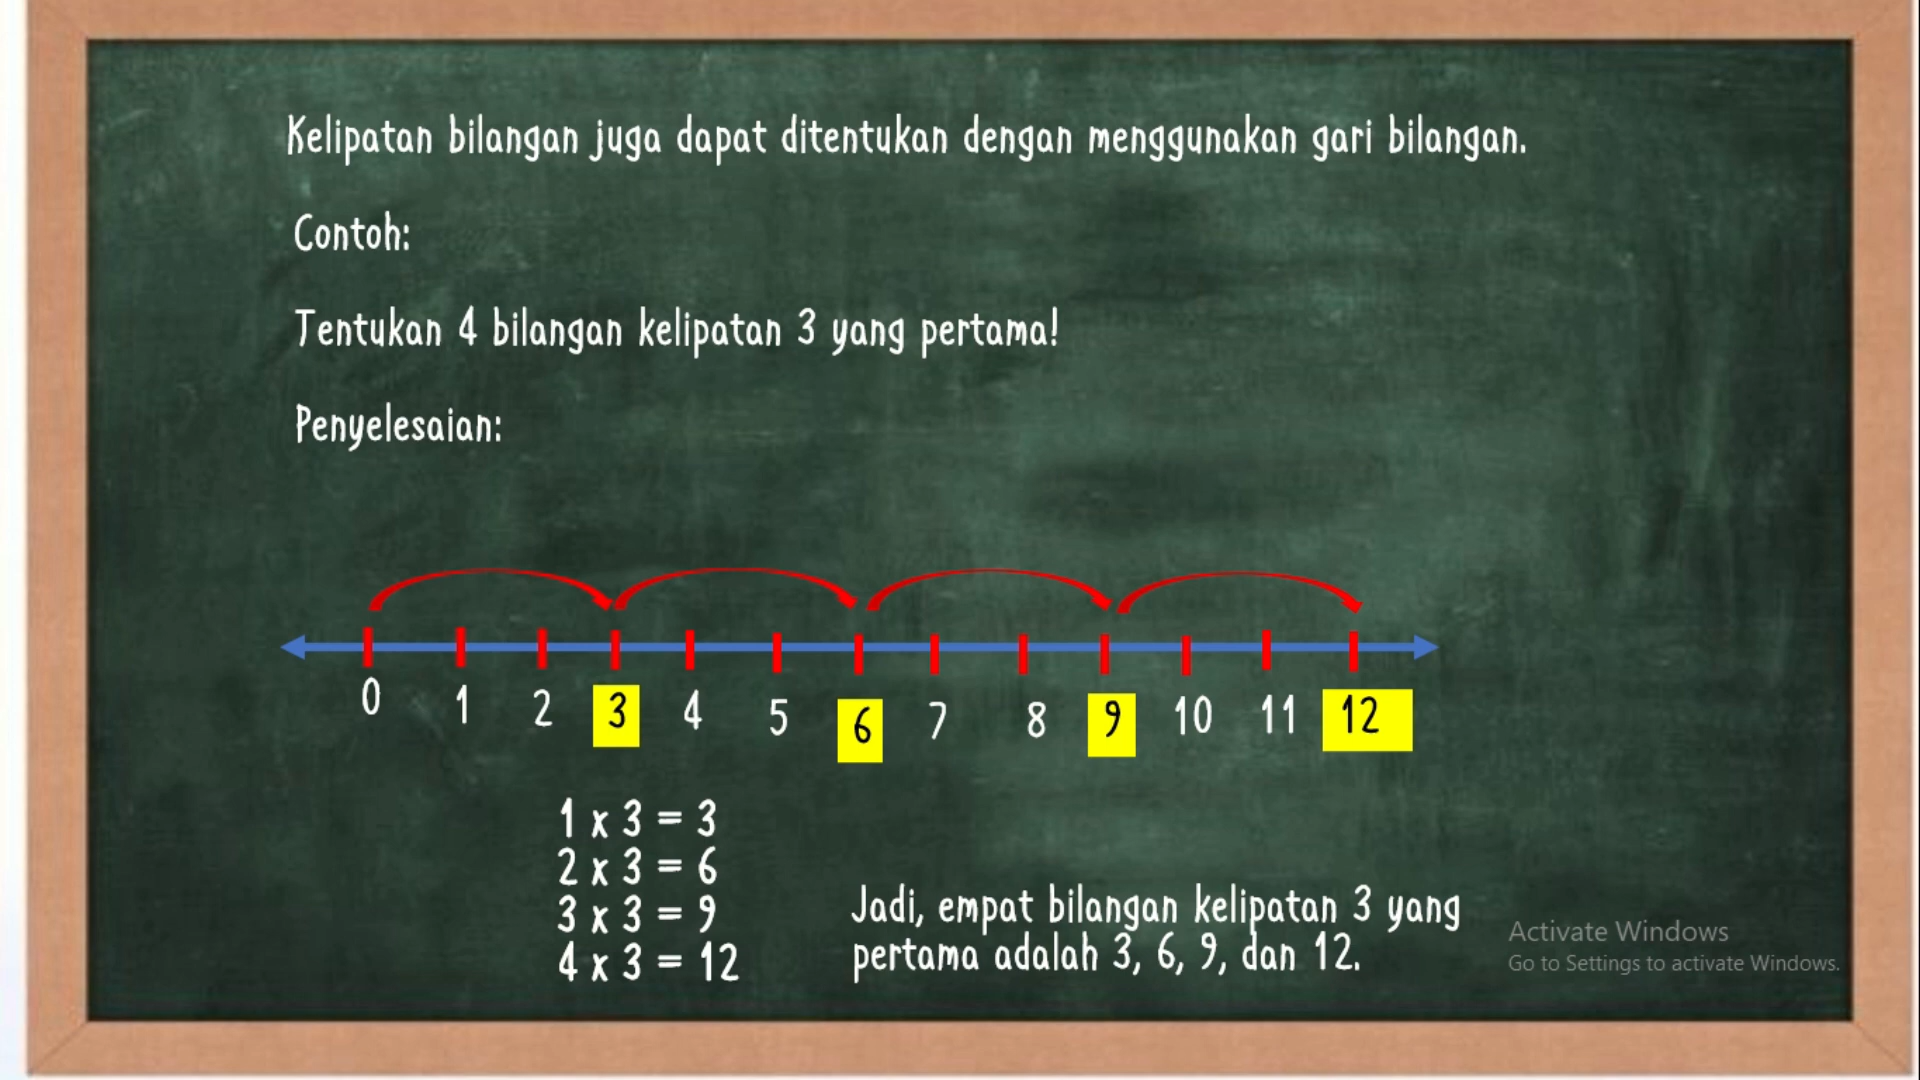 Kelipatan bilangan juga dapat ditentukan dengan menggunakan gari bilangan.
Contoh:
Tentukan 4 bilangan kelipatan 3 yang pertama!
Penyelesaian:
0 1 2 3 4 5 6 7 8 9 10 11 12
1 x 3 = 3
2 x 3 = 6
3 x 3 = 9
4 x 3 = 12
Jadi, empat bilangan kelipatan 3 yang
pertama adalah 3, 6, 9, dan 12.
Activate Windows
Go to Settings to activate Windows.